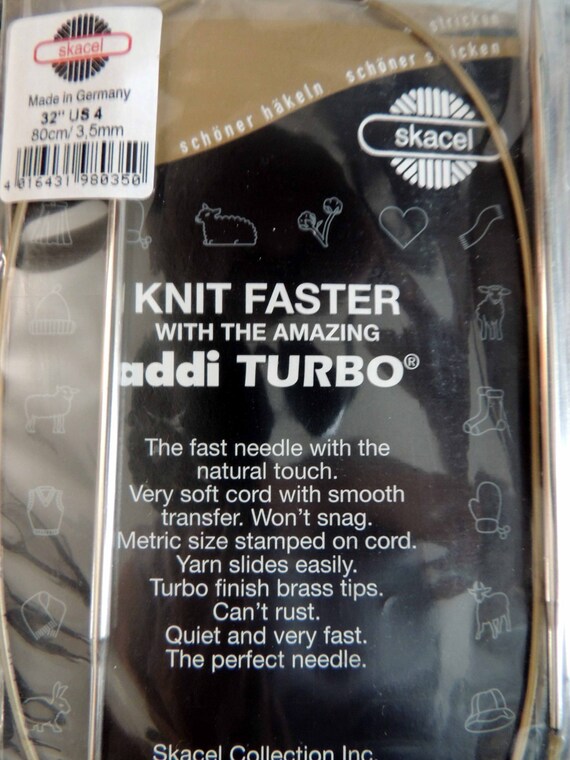 skacel
Made in Germany
32" US 4
80cm/ 3,5mm
4 016431 980350
stricken
schöner häkeln schöner stricken
skacel
KNIT FASTER
WITH THE AMAZING
addi TURBO®
The fast needle with the
natural touch.
Very soft cord with smooth
transfer. Won't snag.
Metric size stamped on cord.
Yarn slides easily.
Turbo finish brass tips.
Can't rust.
Quiet and very fast.
The perfect needle.
Skacel Collection Inc.